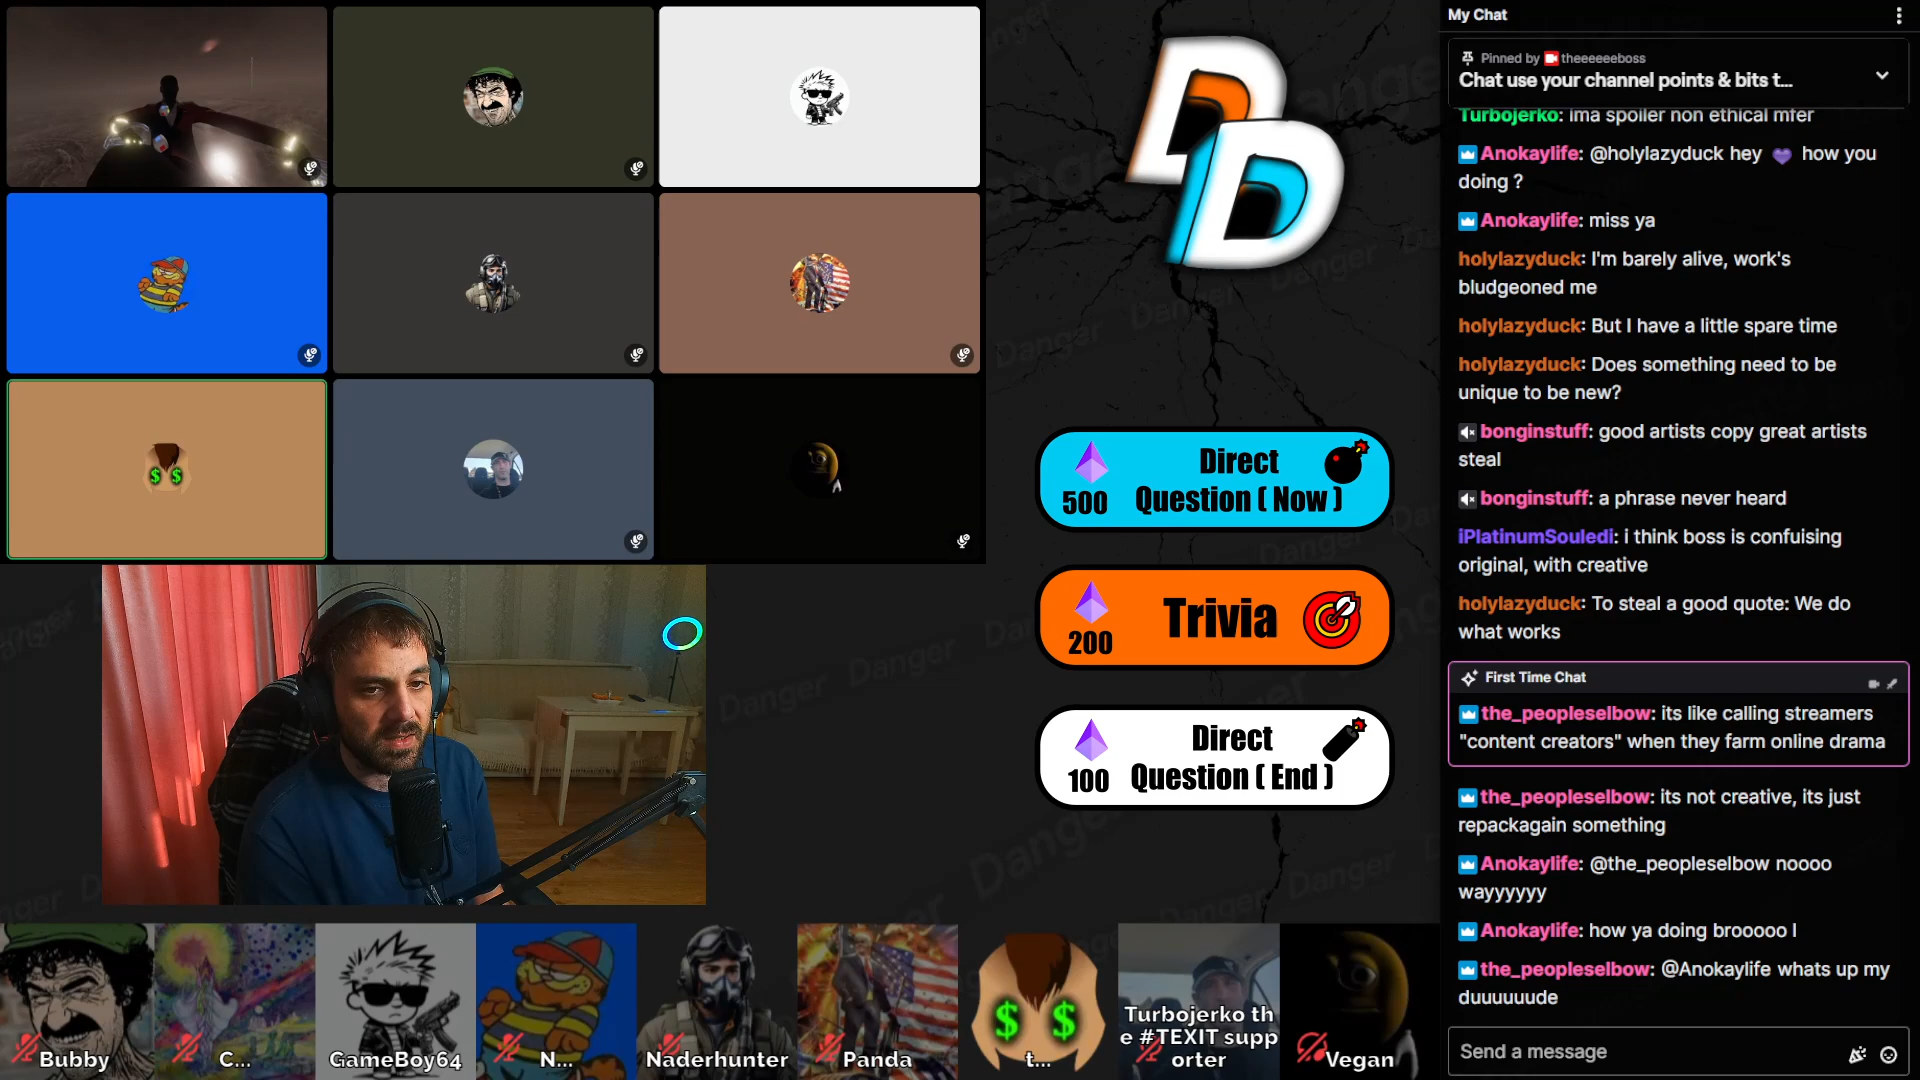 My Chat
Pinned by theeeeeeboss
Chat use your channel points & bits t...
Turbojerko: ima spoiler non ethical mfer
Anokaylife: @holylazyduck hey how you
doing ?
Anokaylife: miss ya
holylazyduck: I'm barely alive, work's
bludgeoned me
holylazyduck: But I have a little spare time
holylazyduck: Does something need to be
unique to be new?
bonginstuff: good artists copy great artists
steal
bonginstuff: a phrase never heard
iPlatinumSouledi: i think boss is confuising
original, with creative
holylazyduck: To steal a good quote: We do
what works
First Time Chat
the_peopleselbow: its like calling streamers
"content creators" when they farm online drama
the_peopleselbow: its not creative, its just
repackagain something
Anokaylife: @the_peopleselbow noooo
wayyyyyy
Anokaylife: how ya doing brooooo l
the_peopleselbow: @Anokaylife whats up my
duuuuuude
Send a message
DD
500
Direct
Question ( Now )
200
Trivia
100
Direct
Question ( End )
Danger Danger Danger
Bubby
C...
GameBoy64
N...
Naderhunter
Panda
t...
Turbojerko th
e #TEXIT supp
orter
Vegan